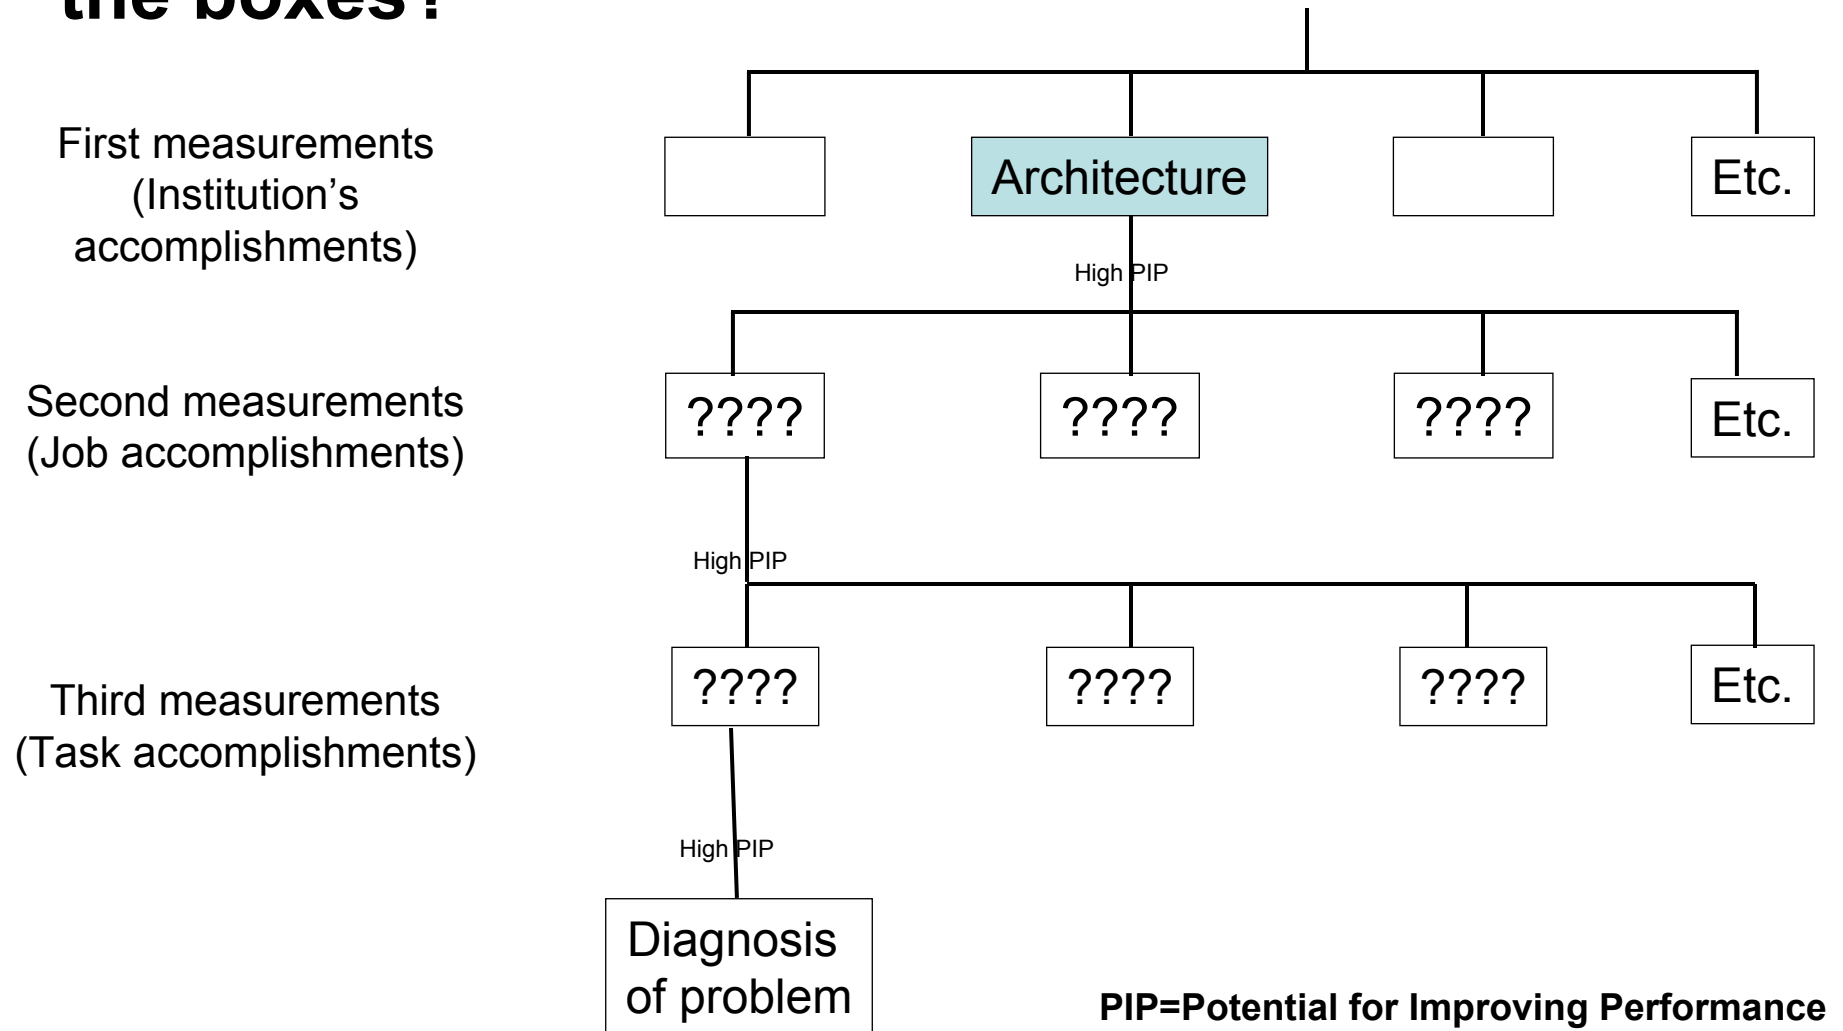 the boxes?
First measurements
(Institution's
accomplishments)
Architecture
Etc.
High PIP
Second measurements
(Job accomplishments)
????
????
????
Etc.
High PIP
Third measurements
(Task accomplishments)
????
????
????
Etc.
High PIP
Diagnosis
of problem
PIP=Potential for Improving Performance